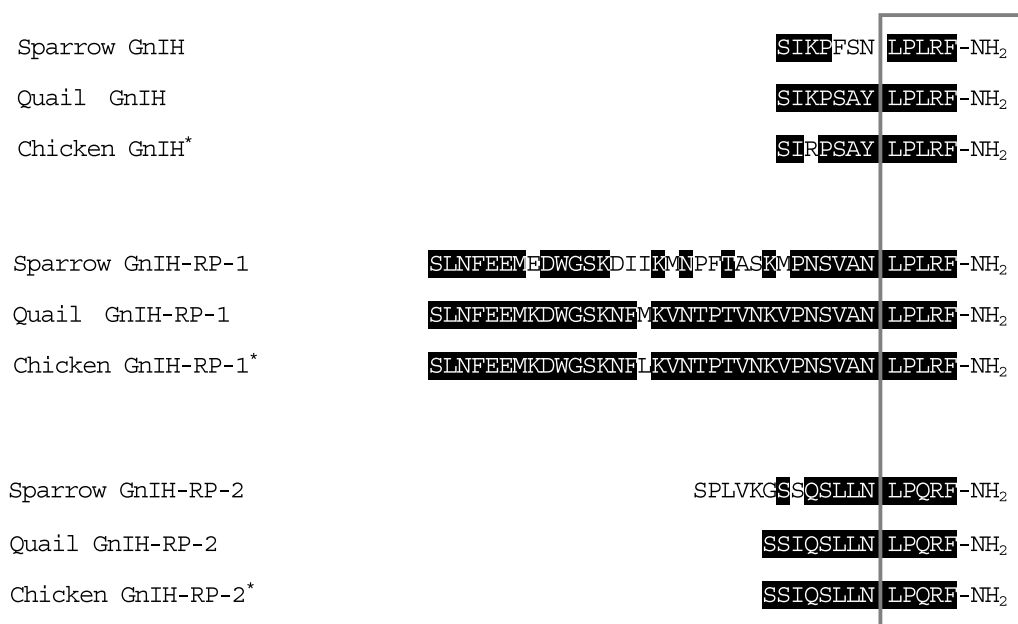 Sparrow GnIH SIKPFSN LPLRF-NH₂
Quail GnIH SIKPSAY LPLRF-NH₂
Chicken GnIH* SIRPSAY LPLRF-NH₂
Sparrow GnIH-RP-1 SLNFEEMEDWGSKDIIKMNPFTASKMPNSVAN LPLRF-NH₂
Quail GnIH-RP-1 SLNFEEMKDWGSKNFMKVNTPTVNKVPNSVAN LPLRF-NH₂
Chicken GnIH-RP-1* SLNFEEMKDWGSKNFLKVNTPTVNKVPNSVAN LPLRF-NH₂
Sparrow GnIH-RP-2 SPLVKGSSQSLLN LPQRF-NH₂
Quail GnIH-RP-2 SSIQSLLN LPQRF-NH₂
Chicken GnIH-RP-2* SSIQSLLN LPQRF-NH₂